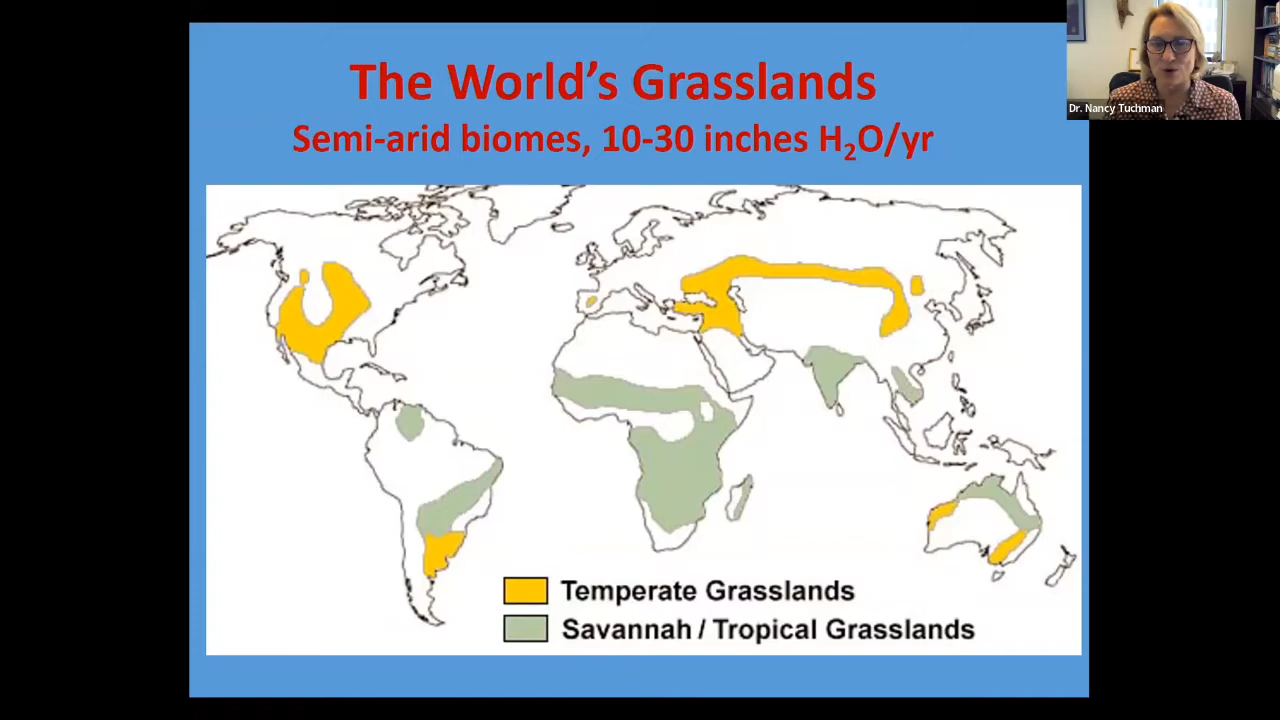 The World’s Grasslands
Semi-arid biomes, 10-30 inches H₂O/yr
Dr. Nancy Tuchman
Temperate Grasslands
Savannah / Tropical Grasslands